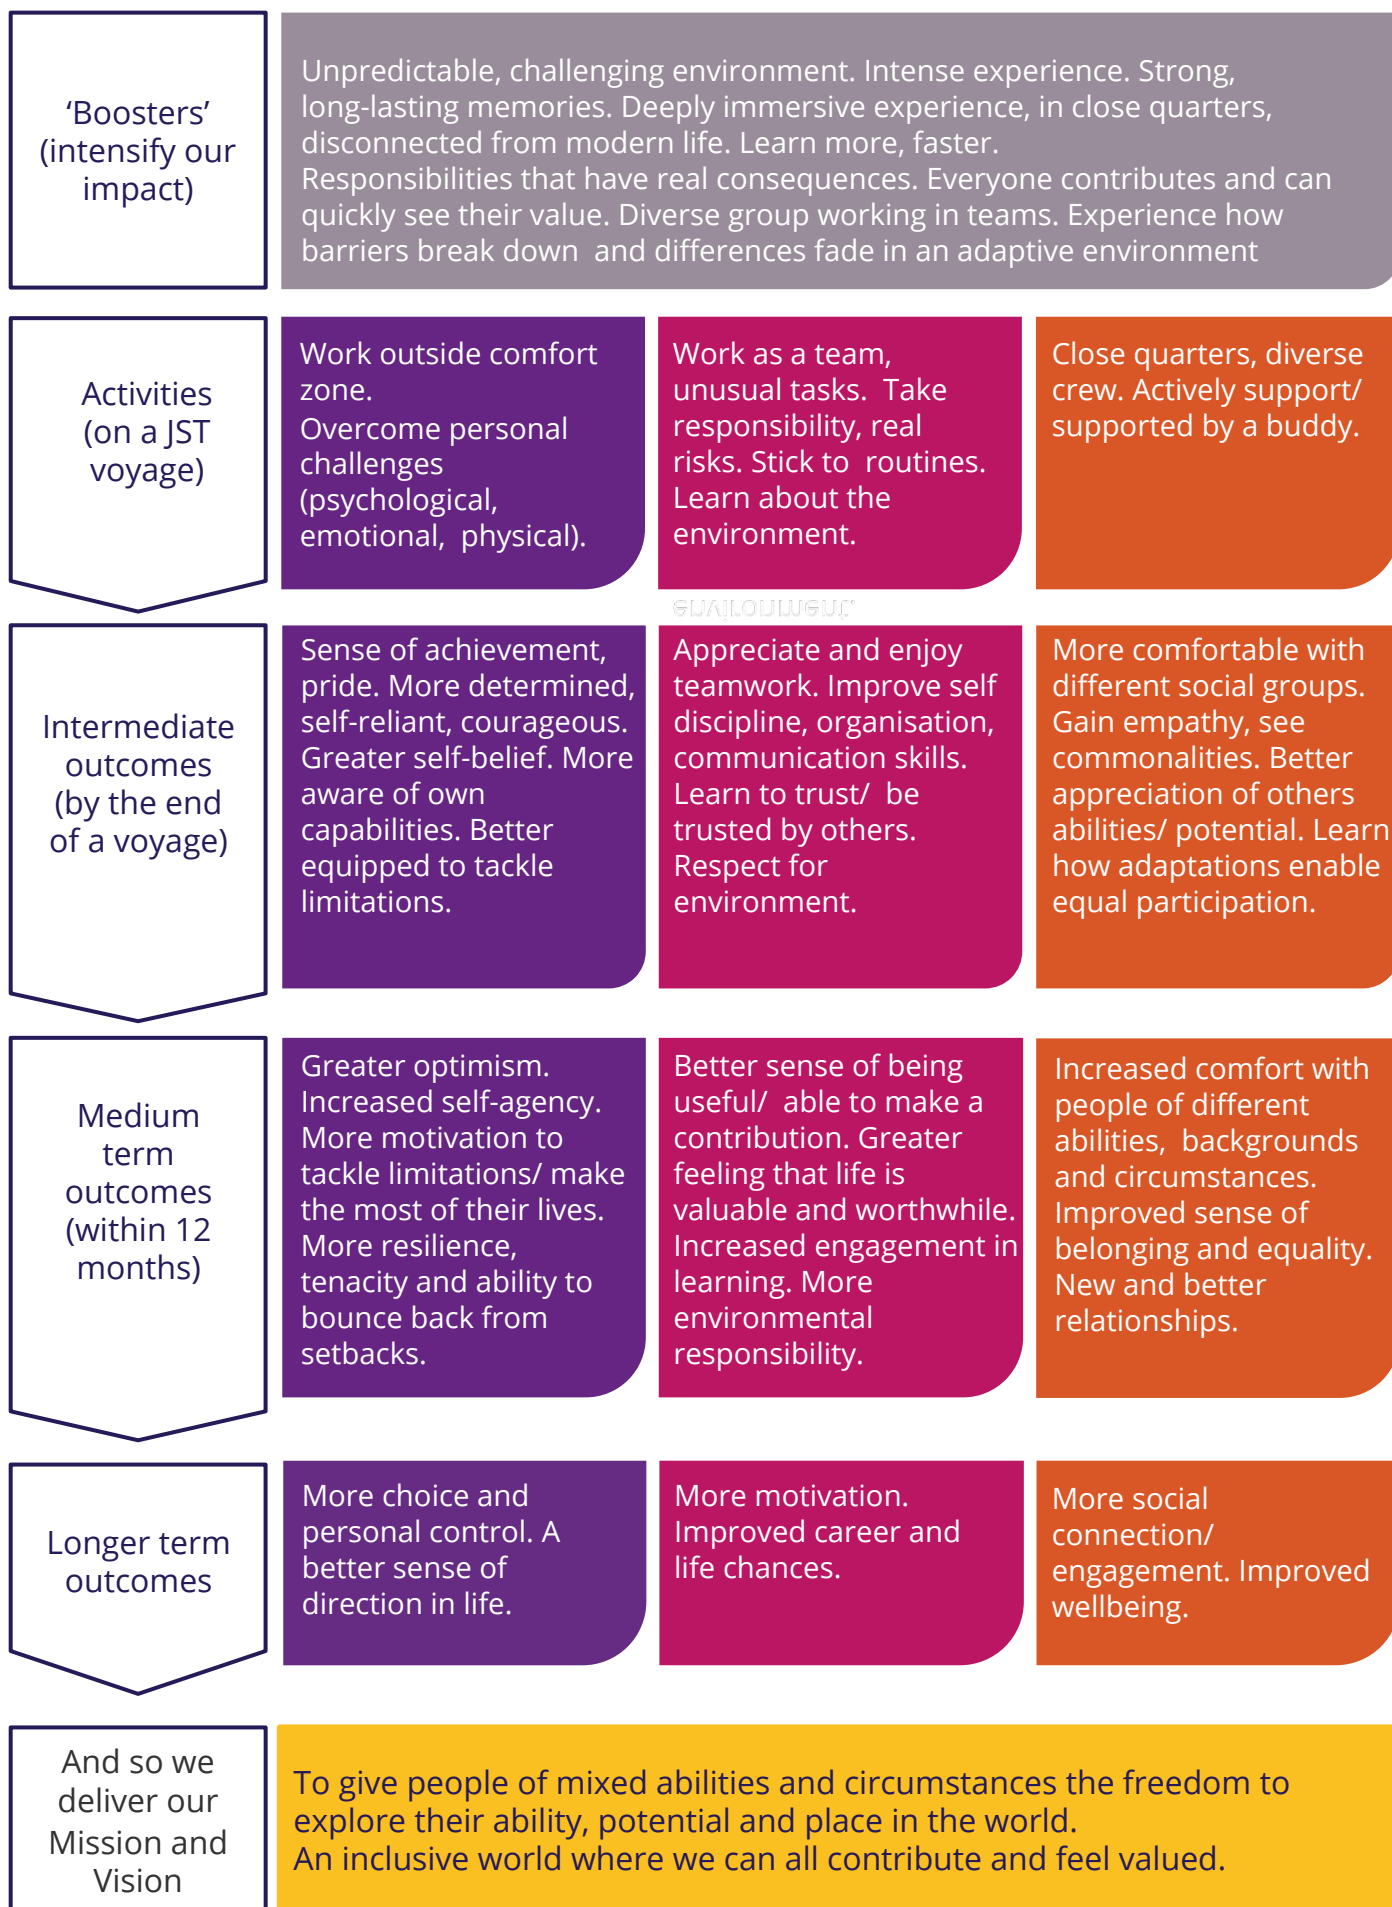 ‘Boosters’
(intensify our
impact)
Unpredictable, challenging environment. Intense experience. Strong,
long-lasting memories. Deeply immersive experience, in close quarters,
disconnected from modern life. Learn more, faster.
Responsibilities that have real consequences. Everyone contributes and can
quickly see their value. Diverse group working in teams. Experience how
barriers break down and differences fade in an adaptive environment
Activities
(on a JST
voyage)
Work outside comfort
zone.
Overcome personal
challenges
(psychological,
emotional, physical).
Work as a team,
unusual tasks. Take
responsibility, real
risks. Stick to routines.
Learn about the
environment.
Close quarters, diverse
crew. Actively support/
supported by a buddy.
environment.
Intermediate
outcomes
(by the end
of a voyage)
Sense of achievement,
pride. More determined,
self-reliant, courageous.
Greater self-belief. More
aware of own
capabilities. Better
equipped to tackle
limitations.
Appreciate and enjoy
teamwork. Improve self
discipline, organisation,
communication skills.
Learn to trust/ be
trusted by others.
Respect for
environment.
More comfortable with
different social groups.
Gain empathy, see
commonalities. Better
appreciation of others
abilities/ potential. Learn
how adaptations enable
equal participation.
Medium
term
outcomes
(within 12
months)
Greater optimism.
Increased self-agency.
More motivation to
tackle limitations/ make
the most of their lives.
More resilience,
tenacity and ability to
bounce back from
setbacks.
Better sense of being
useful/ able to make a
contribution. Greater
feeling that life is
valuable and worthwhile.
Increased engagement in
learning. More
environmental
responsibility.
Increased comfort with
people of different
abilities, backgrounds
and circumstances.
Improved sense of
belonging and equality.
New and better
relationships.
Longer term
outcomes
More choice and
personal control. A
better sense of
direction in life.
More motivation.
Improved career and
life chances.
More social
connection/
engagement. Improved
wellbeing.
And so we
deliver our
Mission and
Vision
To give people of mixed abilities and circumstances the freedom to
explore their ability, potential and place in the world.
An inclusive world where we can all contribute and feel valued.